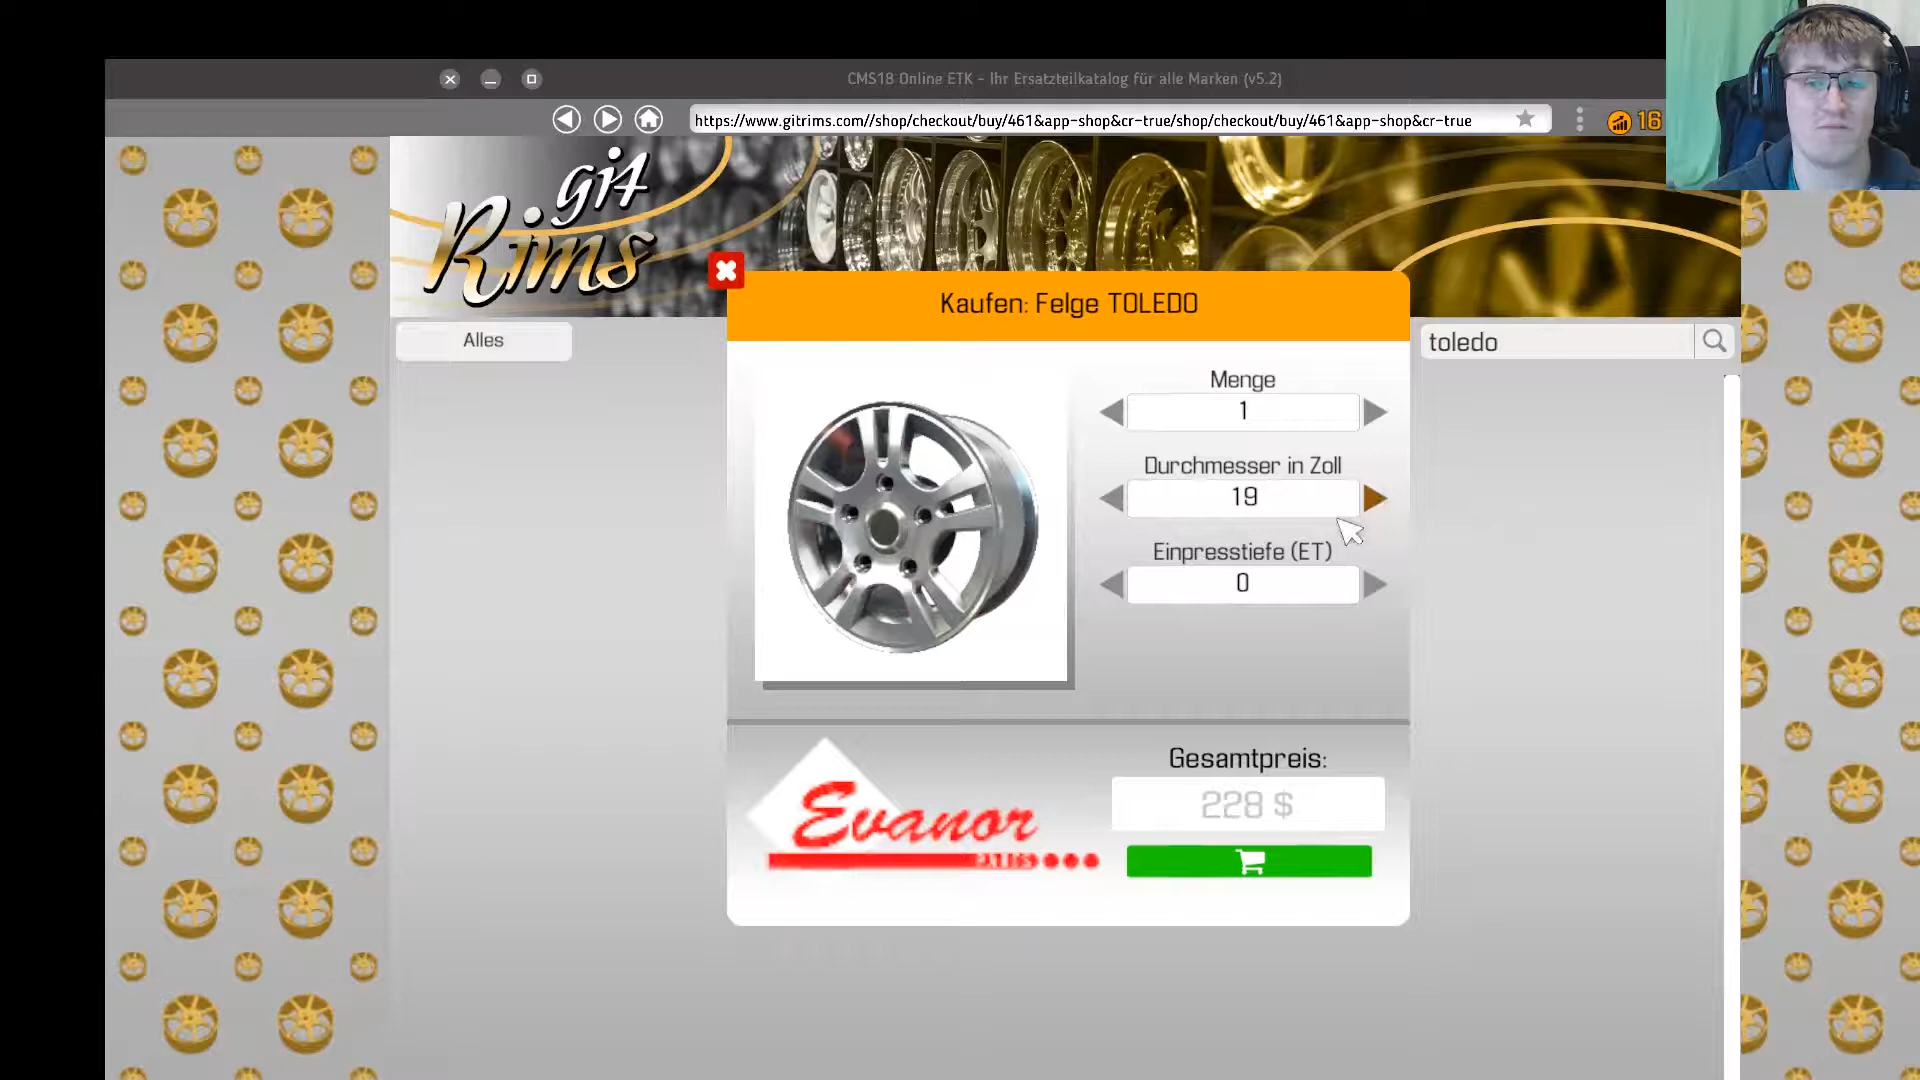 CMS18 Online ETK - Ihr Ersatzteilkatalog für alle Marken (v5.2)
https://www.gitrims.com//shop/checkout/buy/461&app-shop&cr-true/shop/checkout/buy/461&app-shop&cr-true
16
git
Rims
Kaufen: Felge TOLEDO
Alles
toledo
Menge
1
Durchmesser in Zoll
19
Einpresstiefe (ET)
0
Gesamtpreis:
228 $
Evanor
PARTS